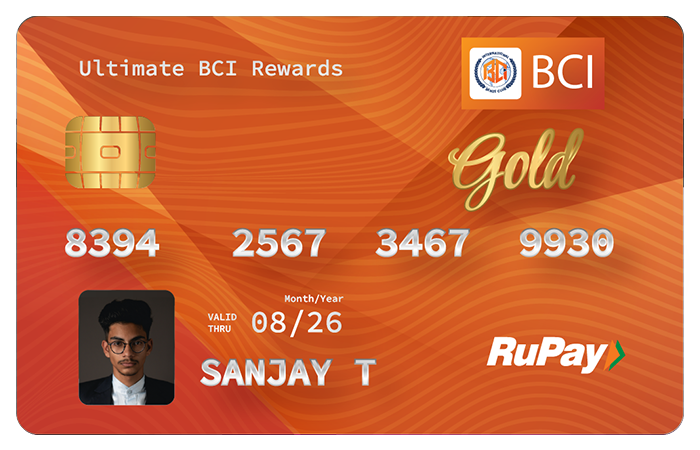 Ultimate BCI Rewards
BCI
Gold
8394 2567 3467 9930
Month/Year
VALID THRU 08/26
SANJAY T
RuPay